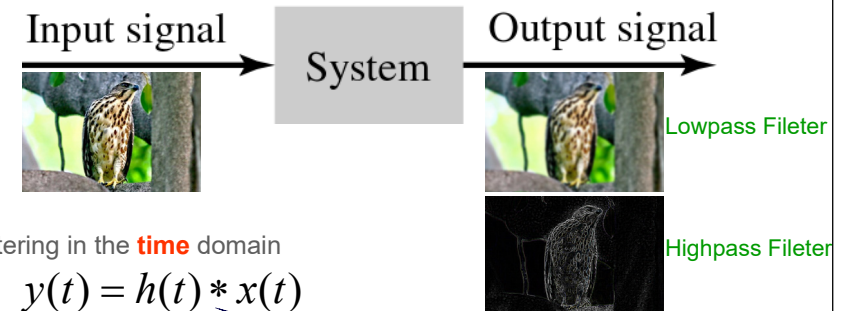 Input signal
System
Output signal
Lowpass Fileter
Highpass Fileter
tering in the time domain
y(t) = h(t) * x(t)